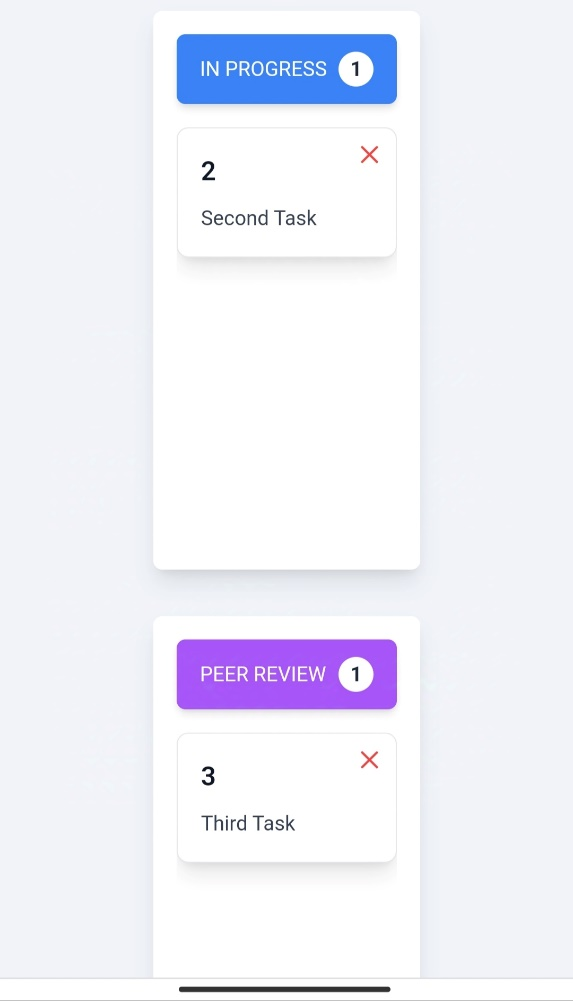 IN PROGRESS 1
2
Second Task
PEER REVIEW 1
3
Third Task